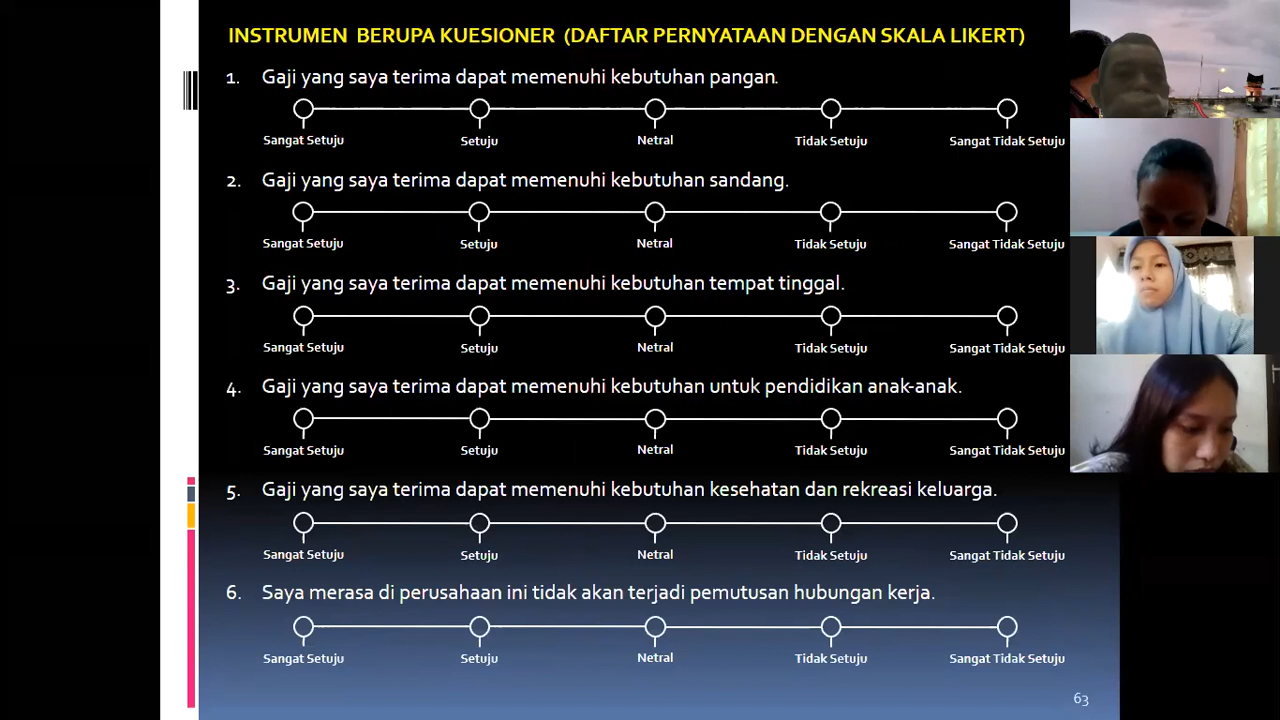 INSTRUMEN BERUPA KUESIONER (DAFTAR PERNYATAAN DENGAN SKALA LIKERT)
1. Gaji yang saya terima dapat memenuhi kebutuhan pangan.
Sangat Setuju Setuju Netral Tidak Setuju Sangat Tidak Setuju
2. Gaji yang saya terima dapat memenuhi kebutuhan sandang.
Sangat Setuju Setuju Netral Tidak Setuju Sangat Tidak Setuju
3. Gaji yang saya terima dapat memenuhi kebutuhan tempat tinggal.
Sangat Setuju Setuju Netral Tidak Setuju Sangat Tidak Setuju
4. Gaji yang saya terima dapat memenuhi kebutuhan untuk pendidikan anak-anak.
Sangat Setuju Setuju Netral Tidak Setuju Sangat Tidak Setuju
5. Gaji yang saya terima dapat memenuhi kebutuhan kesehatan dan rekreasi keluarga.
Sangat Setuju Setuju Netral Tidak Setuju Sangat Tidak Setuju
6. Saya merasa di perusahaan ini tidak akan terjadi pemutusan hubungan kerja.
Sangat Setuju Setuju Netral Tidak Setuju Sangat Tidak Setuju
63